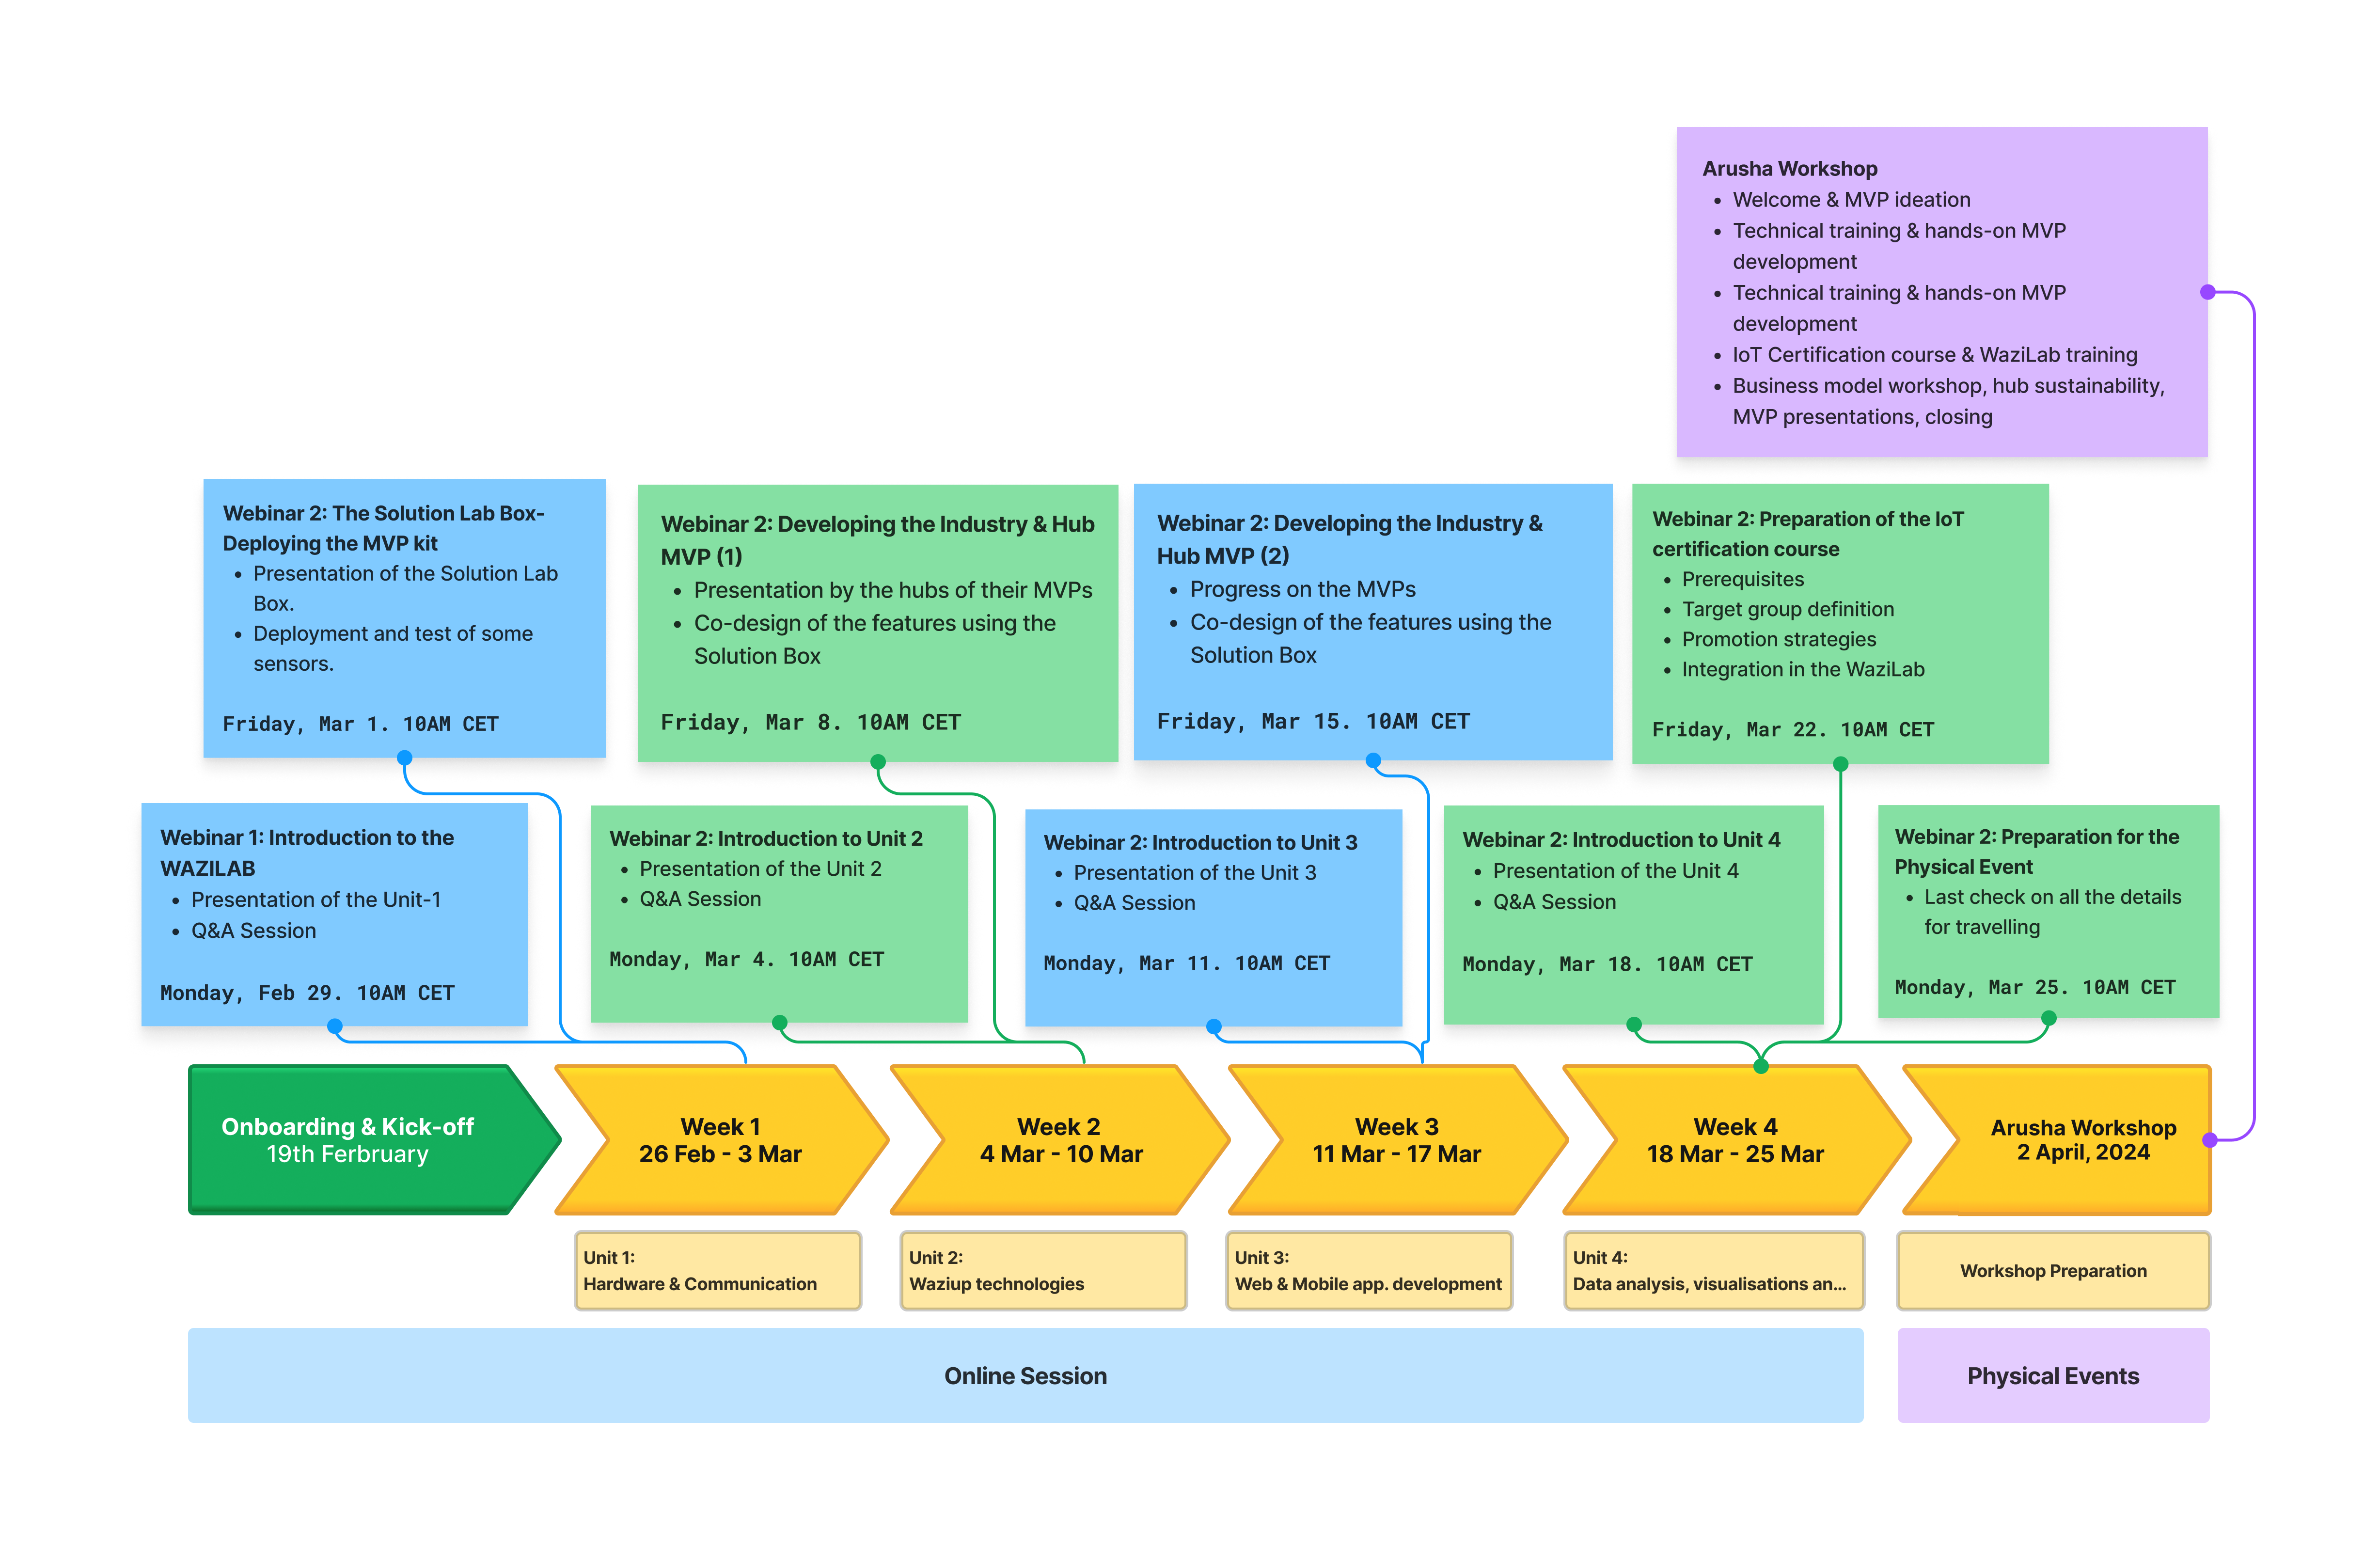 Arusha Workshop
• Welcome & MVP ideation
• Technical training & hands-on MVP
development
• Technical training & hands-on MVP
development
• IoT Certification course & WaziLab training
• Business model workshop, hub sustainability,
MVP presentations, closing
Webinar 2: The Solution Lab Box-
Deploying the MVP kit
• Presentation of the Solution Lab
Box.
• Deployment and test of some
sensors.
Friday, Mar 1. 10AM CET
Webinar 2: Developing the Industry & Hub
MVP (1)
• Presentation by the hubs of their MVPs
• Co-design of the features using the
Solution Box
Friday, Mar 8. 10AM CET
Webinar 2: Developing the Industry &
Hub MVP (2)
• Progress on the MVPs
• Co-design of the features using the
Solution Box
Friday, Mar 15. 10AM CET
Webinar 2: Preparation of the IoT
certification course
• Prerequisites
• Target group definition
• Promotion strategies
• Integration in the WaziLab
Friday, Mar 22. 10AM CET
Webinar 1: Introduction to the
WAZILAB
• Presentation of the Unit-1
• Q&A Session
Monday, Feb 29. 10AM CET
Webinar 2: Introduction to Unit 2
• Presentation of the Unit 2
• Q&A Session
Monday, Mar 4. 10AM CET
Webinar 2: Introduction to Unit 3
• Presentation of the Unit 3
• Q&A Session
Monday, Mar 11. 10AM CET
Webinar 2: Introduction to Unit 4
• Presentation of the Unit 4
• Q&A Session
Monday, Mar 18. 10AM CET
Webinar 2: Preparation for the
Physical Event
• Last check on all the details
for travelling
Monday, Mar 25. 10AM CET
Onboarding & Kick-off
19th Ferbruary
Week 1
26 Feb - 3 Mar
Week 2
4 Mar - 10 Mar
Week 3
11 Mar - 17 Mar
Week 4
18 Mar - 25 Mar
Arusha Workshop
2 April, 2024
Unit 1:
Hardware & Communication
Unit 2:
Waziup technologies
Unit 3:
Web & Mobile app. development
Unit 4:
Data analysis, visualisations an...
Workshop Preparation
Online Session
Physical Events